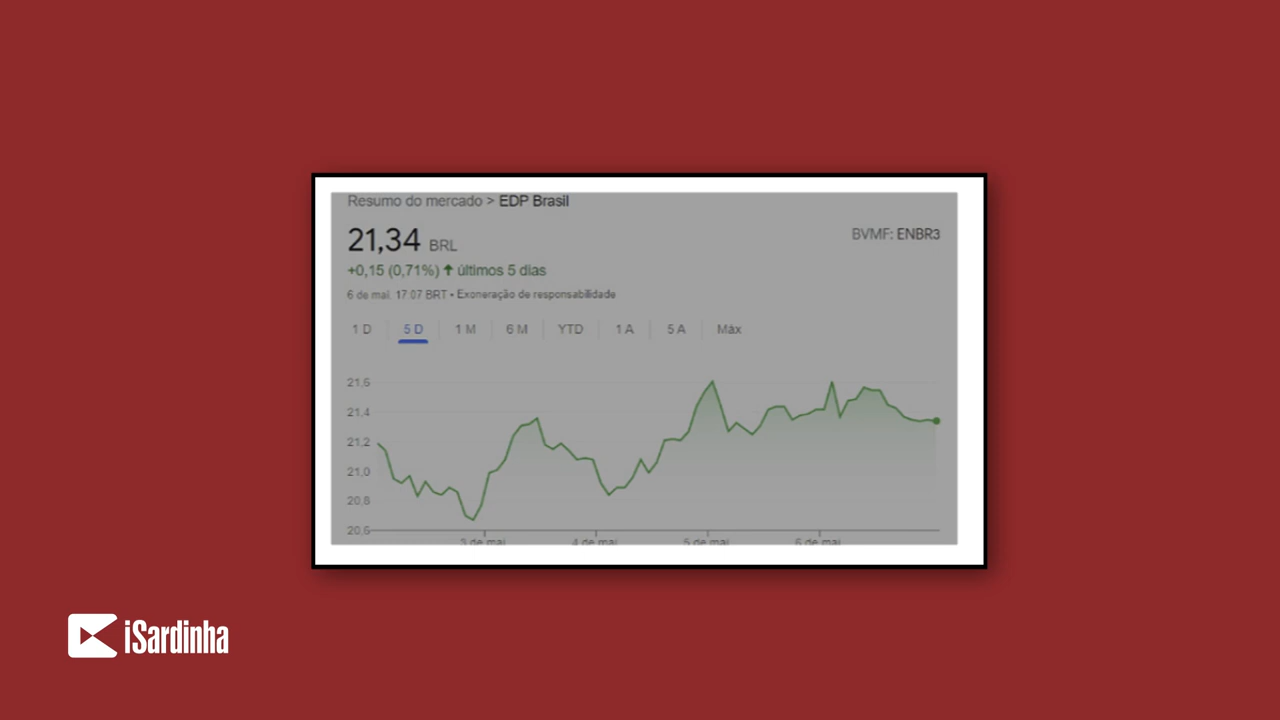 Resumo do mercado > EDP Brasil
21,34 BRL
BVMF: ENBR3
+0,15 (0,71%) ↑ últimos 5 dias
6 de mai. 17:07 BRT • Exoneração de responsabilidade
1 D 5 D 1 M 6 M YTD 1 A 5 A Máx
21,6
21,4
21,2
21,0
20,8
20,6
3 de mai. 4 de mai. 5 de mai. 6 de mai.
iSardinha